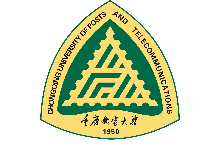 CHONGQING UNIVERSITY OF POSTS AND TELECOMMUNICATIONS
重庆邮电大学
1950